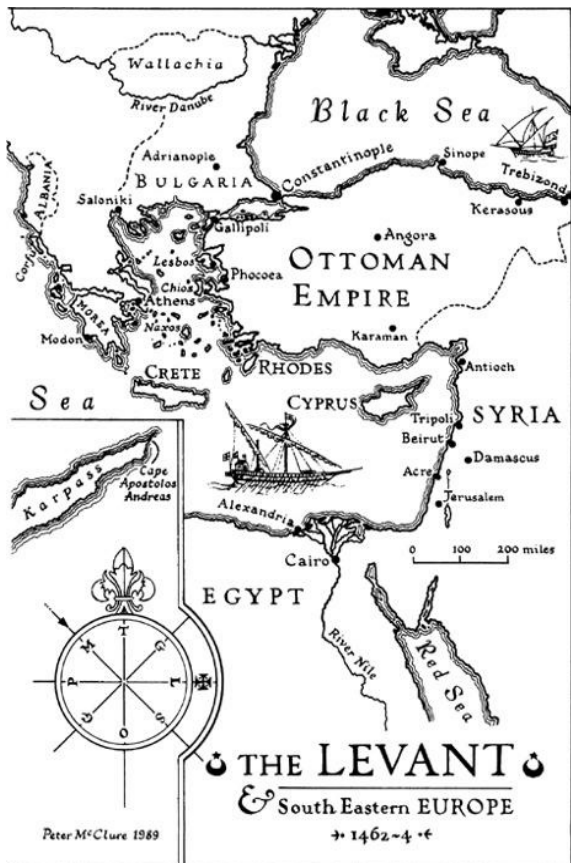 Wallachia
River Danube
Black Sea
Adrianople
BULGARIA
Constantinople
Sinope
Trebizond
Kerasous
ALBANIA
Saloniki
Gallipoli
Angora
Corfu
Lesbos
OTTOMAN
EMPIRE
Phocoea
Chios
Athens
MOREA
Naxos
Modon
Karaman
CRETE
RHODES
Antioch
Sea
CYPRUS
Tripoli
SYRIA
Beirut
Damascus
Karpass
Cape
Apostolos
Andreas
Acre
Jerusalem
Alexandria
Cairo
0 100 200 miles
EGYPT
River Nile
Red Sea
T
M G
P L
S
O
THE LEVANT
& South Eastern EUROPE
1462-4
Peter McClure 1989